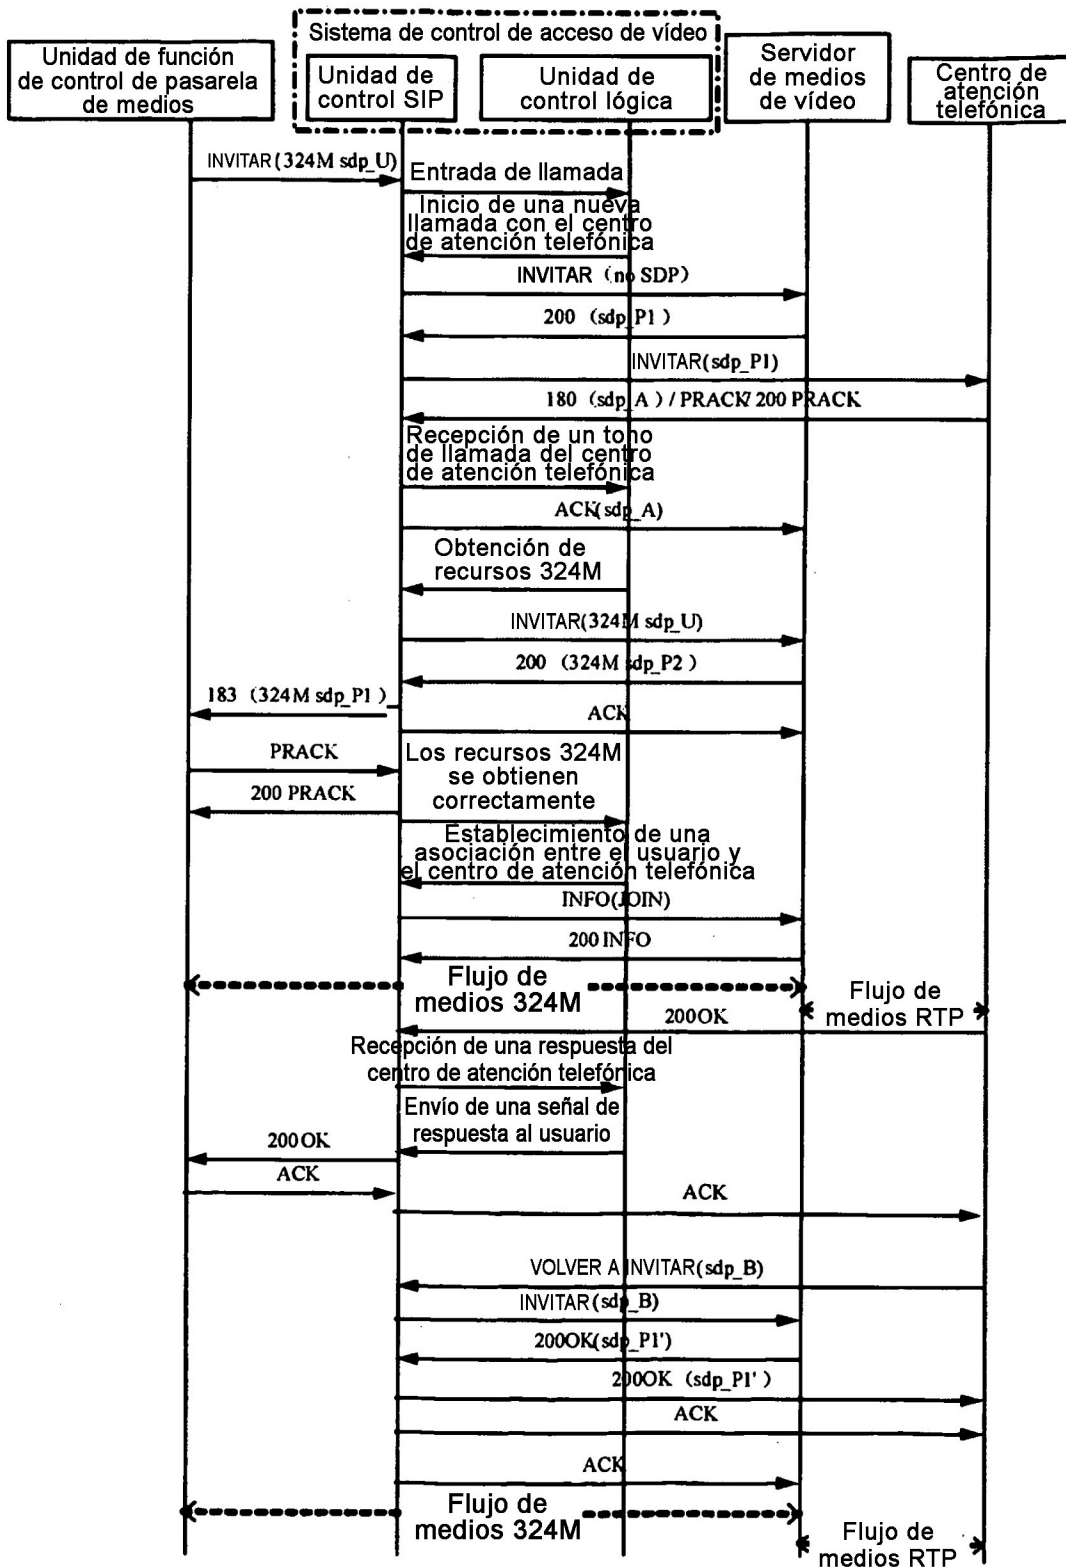 Sistema de control de acceso de vídeo
Unidad de función
de control de pasarela
de medios
Unidad de
control SIP
Unidad de
control lógica
Servidor
de medios
de vídeo
Centro de
atención
telefónica
INVITAR(324M sdp_U)
Entrada de llamada
Inicio de una nueva
llamada con el centro
de atención telefónica
INVITAR (no SDP)
200 (sdp_P1)
INVITAR(sdp_P1)
180 (sdp_A) / PRACK/ 200 PRACK
Recepción de un tono
de llamada del centro
de atención telefónica
ACK(sdp_A)
Obtención de
recursos 324M
INVITAR(324M sdp_U)
200 (324M sdp_P2)
183 (324M sdp_P1)
ACK
PRACK
Los recursos 324M
se obtienen
correctamente
200 PRACK
Establecimiento de una
asociación entre el usuario y
el centro de atención telefónica
INFO(JOIN)
200 INFO
Flujo de
medios 324M
Flujo de
medios RTP
200OK
Recepción de una respuesta del
centro de atención telefónica
Envío de una señal de
respuesta al usuario
200OK
ACK
ACK
VOLVER A INVITAR(sdp_B)
INVITAR(sdp_B)
200OK(sdp_P1')
200OK (sdp_P1')
ACK
ACK
Flujo de
medios 324M
Flujo de
medios RTP